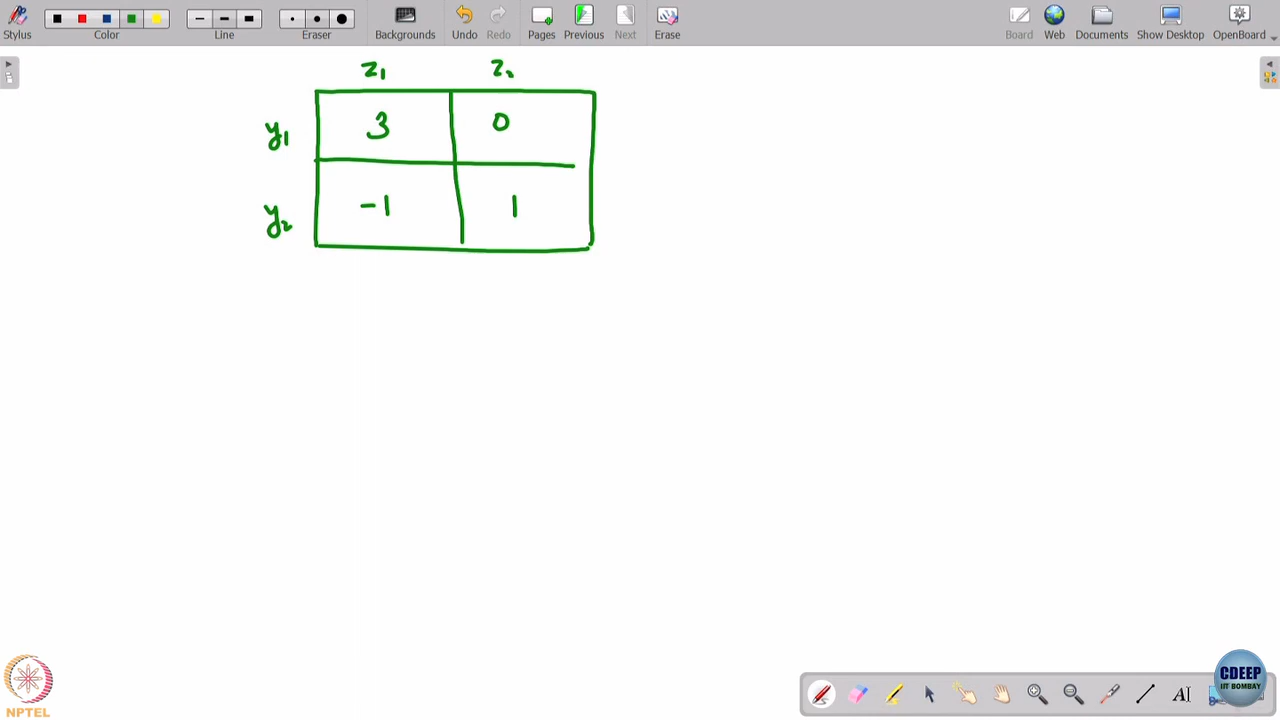 Stylus Color Line Eraser Backgrounds Undo Redo Pages Previous Next Erase Board Web Documents Show Desktop OpenBoard
z₁ z₂
y₁ 3 0
y₂ -1 1
NPTEL
CDEEP
IIT BOMBAY